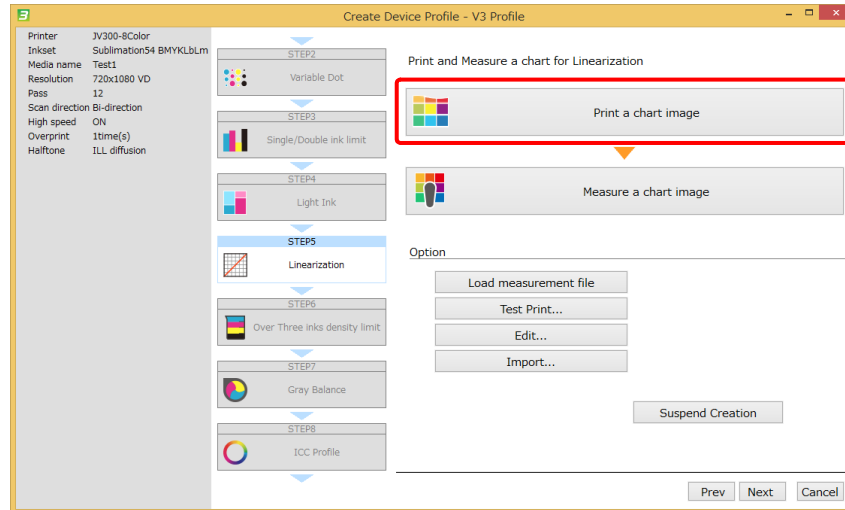 Create Device Profile - V3 Profile
Printer JV300-8Color
Inkset Sublimation54 BMYKLbLm
Media name Test1
Resolution 720x1080 VD
Pass 12
Scan direction Bi-direction
High speed ON
Overprint 1time(s)
Halftone ILL diffusion
STEP2
Variable Dot
STEP3
Single/Double ink limit
STEP4
Light Ink
STEP5
Linearization
STEP6
Over Three inks density limit
STEP7
Gray Balance
STEP8
ICC Profile
Print and Measure a chart for Linearization
Print a chart image
Measure a chart image
Option
Load measurement file
Test Print...
Edit...
Import...
Suspend Creation
Prev Next Cancel